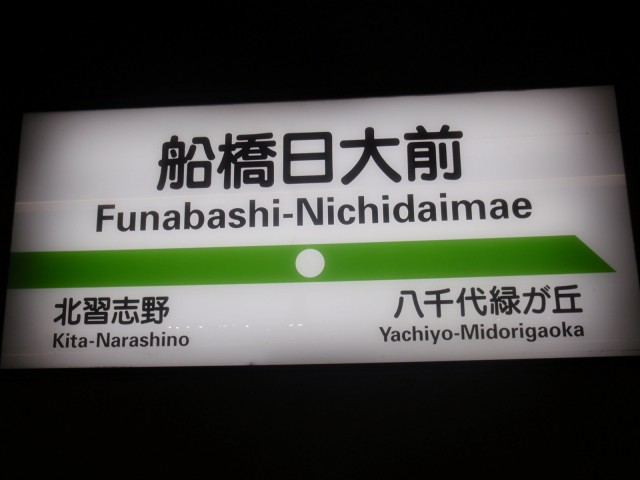 船橋日大前
Funabashi-Nichidaimae
北習志野
Kita-Narashino
八千代緑が丘
Yachiyo-Midorigaoka